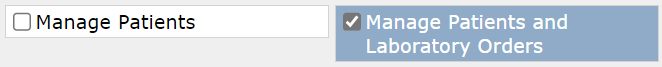 Manage Patients
Manage Patients and
Laboratory Orders